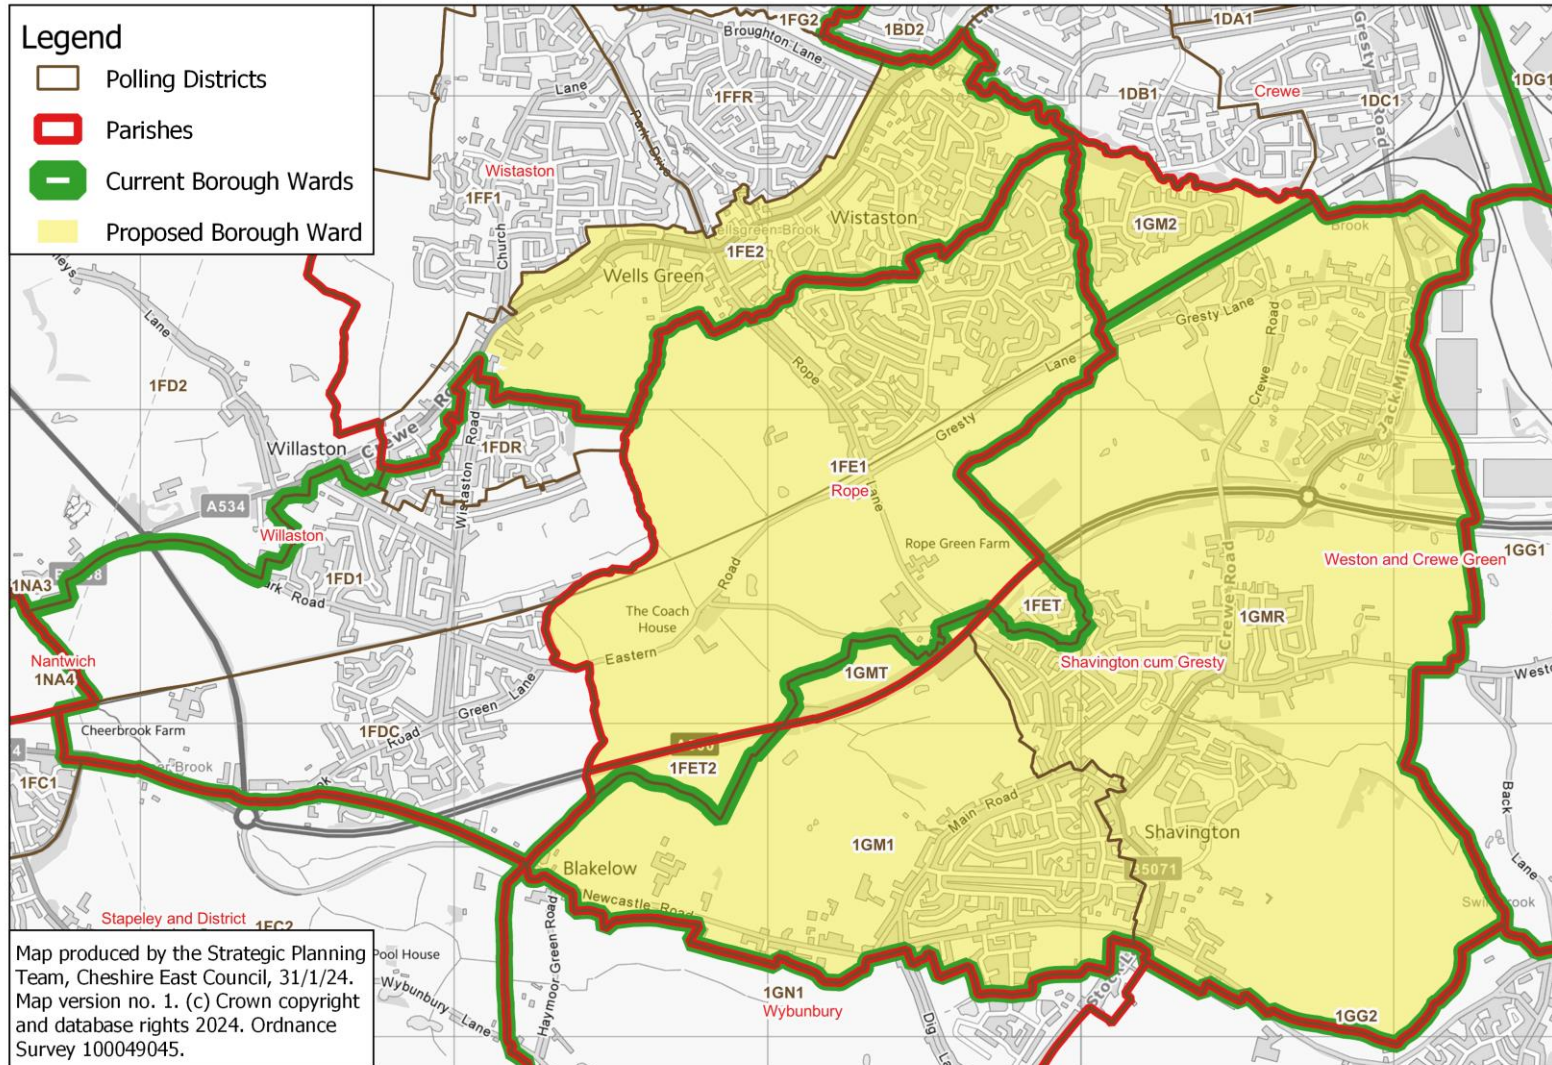 Legend
Polling Districts
Parishes
Current Borough Wards
Proposed Borough Ward
1FG2
1BD2
1DA1
Broughton Lane
Gresty Road
Lane
1FFR
1DB1
Crewe
1DC1
1DG1
Park Drive
Wistaston
1FF1
Church
Wistaston
1GM2
Brook
1FE2
Wells Green
Gresty Lane
Lane
Crewe Road
Rope
Lane
1FD2
Gresty
Willaston
1FDR
Wistaston Road
1FE1
Rope
Lane
A534
Willaston
Rope Green Farm
Weston and Crewe Green
1GG1
1NA3
1FD1
Road
The Coach
House
Road
1FET
1GMR
Crewe Road
Nantwich
1NA4
Eastern
1GMT
Shavington cum Gresty
Cheerbrook Farm
Green Lane
Road
1FDC
1FET2
1FC1
Brook
Back
Lane
Main Road
1GM1
Shavington
Blakelow
B5071
Newcastle Road
Stapeley and District
1FC2
Haymoor Green Road
Pool House
Wybunbury Lane
1GN1
Wybunbury
Dig
1GG2
Map produced by the Strategic Planning
Team, Cheshire East Council, 31/1/24.
Map version no. 1. (c) Crown copyright
and database rights 2024. Ordnance
Survey 100049045.